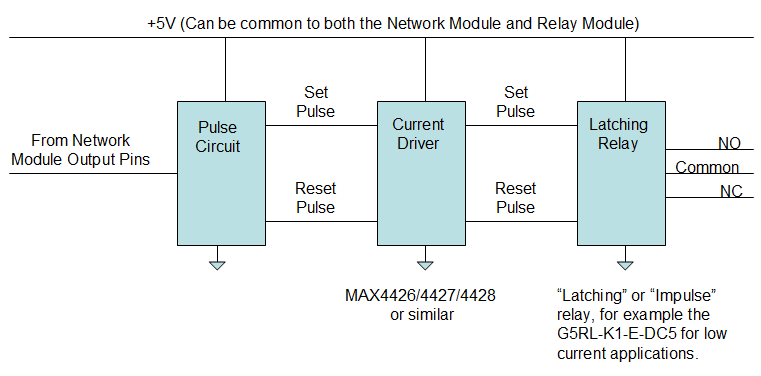 +5V (Can be common to both the Network Module and Relay Module)
From Network
Module Output Pins
Pulse
Circuit
Set
Pulse
Reset
Pulse
Current
Driver
Set
Pulse
Reset
Pulse
Latching
Relay
NO
Common
NC
MAX4426/4427/4428
or similar
“Latching” or “Impulse”
relay, for example the
G5RL-K1-E-DC5 for low
current applications.